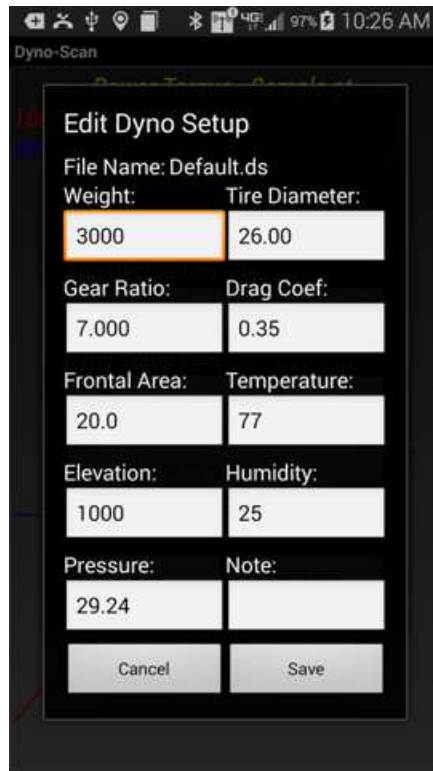 4G LTE 97% 10:26 AM
Dyno-Scan
Edit Dyno Setup
File Name: Default.ds
Weight: Tire Diameter:
3000 26.00
Gear Ratio: Drag Coef:
7.000 0.35
Frontal Area: Temperature:
20.0 77
Elevation: Humidity:
1000 25
Pressure: Note:
29.24
Cancel Save